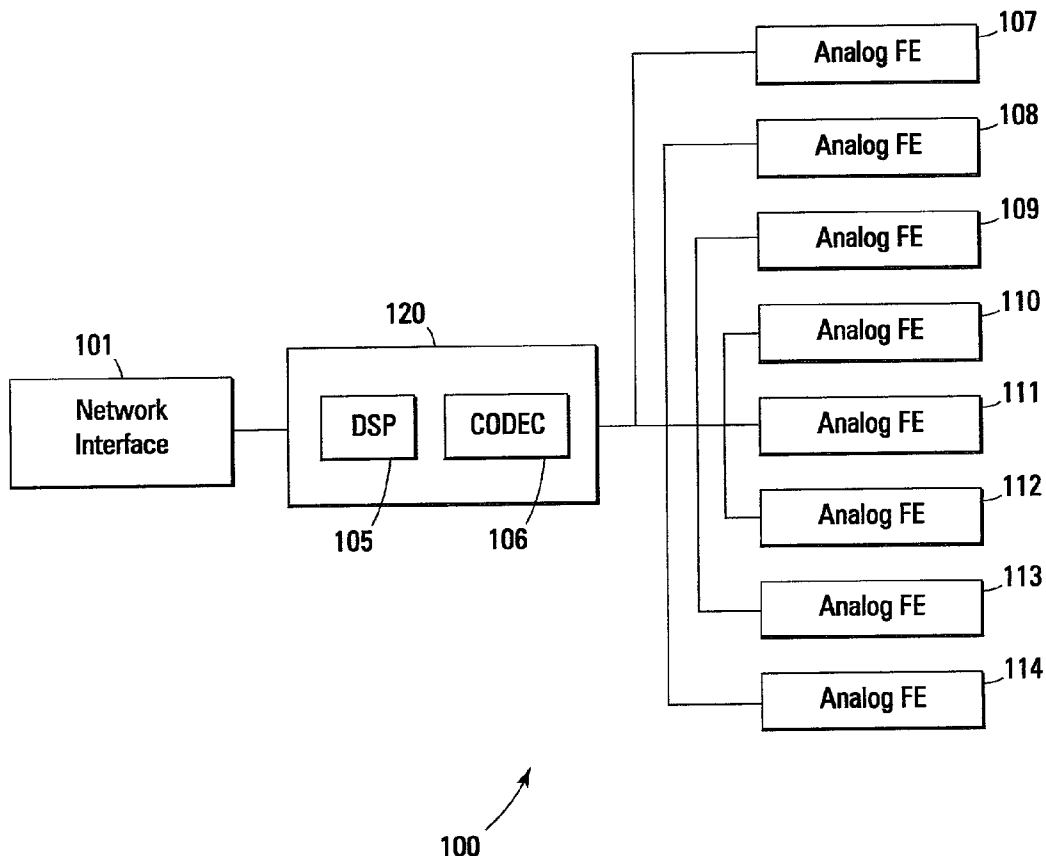 107
Analog FE
108
Analog FE
109
Analog FE
110
Analog FE
111
Analog FE
112
Analog FE
113
Analog FE
114
Analog FE
101
Network
Interface
120
DSP
CODEC
105
106
100